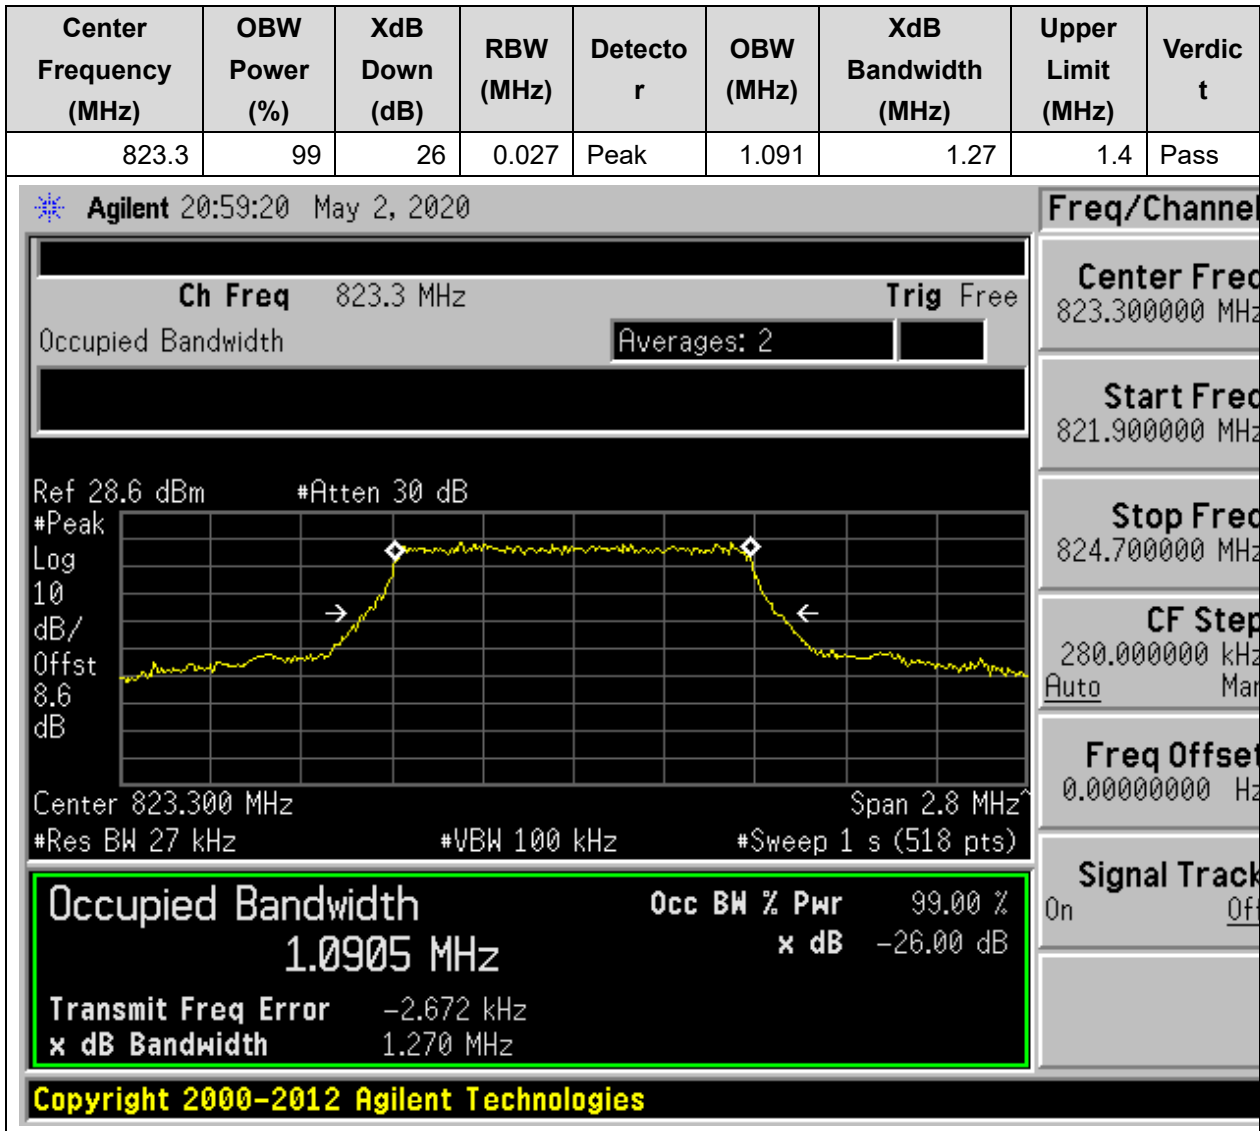 Center Frequency (MHz) OBW Power (%) XdB Down (dB) RBW (MHz) Detecto r OBW (MHz) XdB Bandwidth (MHz) Upper Limit (MHz) Verdic t
823.3 99 26 0.027 Peak 1.091 1.27 1.4 Pass
Agilent 20:59:20 May 2, 2020
Freq/Channel
Ch Freq 823.3 MHz Trig Free
Occupied Bandwidth Averages: 2
Center Freq
823.300000 MHz
Start Freq
821.900000 MHz
Stop Freq
824.700000 MHz
CF Step
280.000000 kHz
Auto Man
Freq Offset
0.00000000 Hz
Signal Track
On Off
Ref 28.6 dBm #Atten 30 dB
#Peak
Log
10
dB/
Offst
8.6
dB
Center 823.300 MHz Span 2.8 MHz^
#Res BW 27 kHz #VBW 100 kHz #Sweep 1 s (518 pts)
Occupied Bandwidth
1.0905 MHz
Occ BW % Pwr 99.00 %
x dB -26.00 dB
Transmit Freq Error -2.672 kHz
x dB Bandwidth 1.270 MHz
Copyright 2000-2012 Agilent Technologies